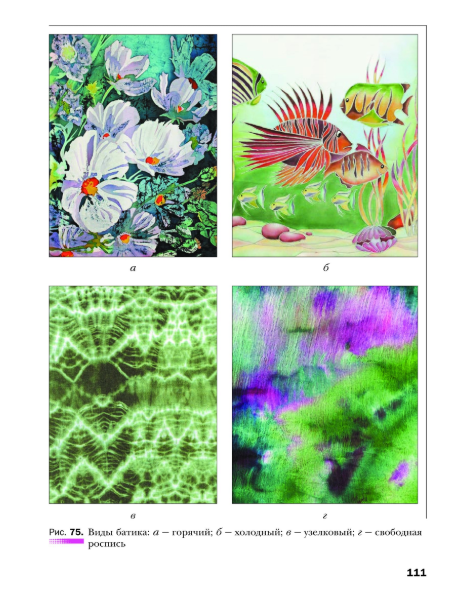 а
б
в
г
Рис. 75. Виды батика: а – горячий; б – холодный; в – узелковый; г – свободная
роспись
111